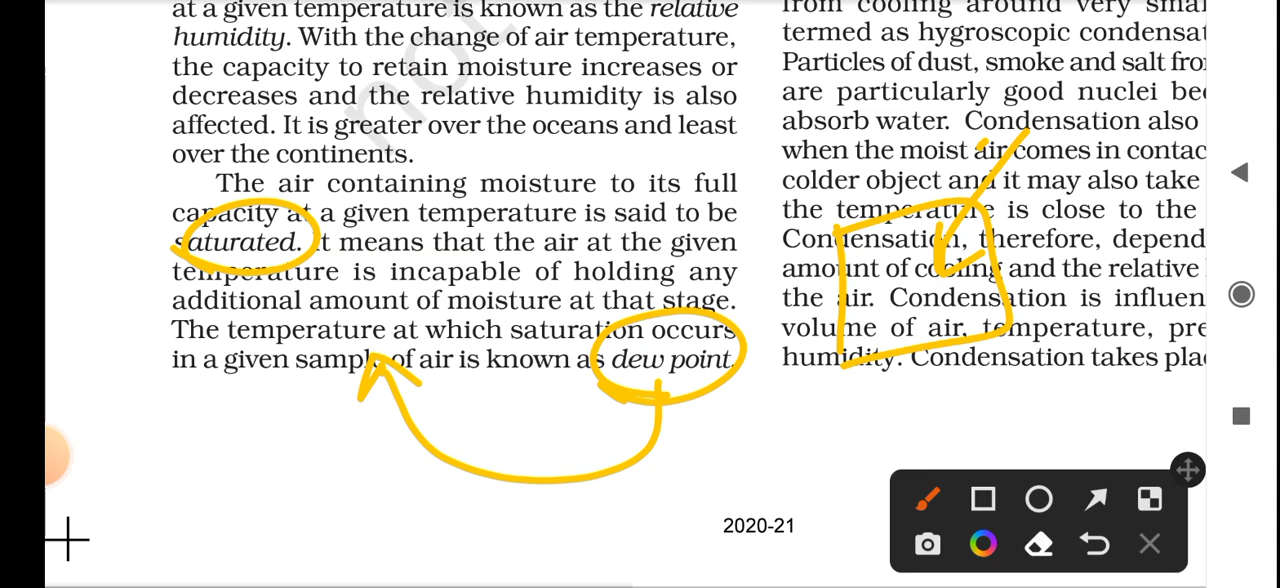 at a given temperature is known as the relative
humidity. With the change of air temperature,
the capacity to retain moisture increases or
decreases and the relative humidity is also
affected. It is greater over the oceans and least
over the continents.
The air containing moisture to its full
capacity at a given temperature is said to be
saturated. It means that the air at the given
temperature is incapable of holding any
additional amount of moisture at that stage.
The temperature at which saturation occurs
in a given sample of air is known as dew point.
from cooling around very smal
termed as hygroscopic condensat
Particles of dust, smoke and salt fro
are particularly good nuclei be
absorb water. Condensation also
when the moist air comes in contac
colder object and it may also take
the temperature is close to the
Condensation, therefore, depend
amount of cooling and the relative
the air. Condensation is influen
volume of air, temperature, pre
humidity. Condensation takes pla
not
2020-21